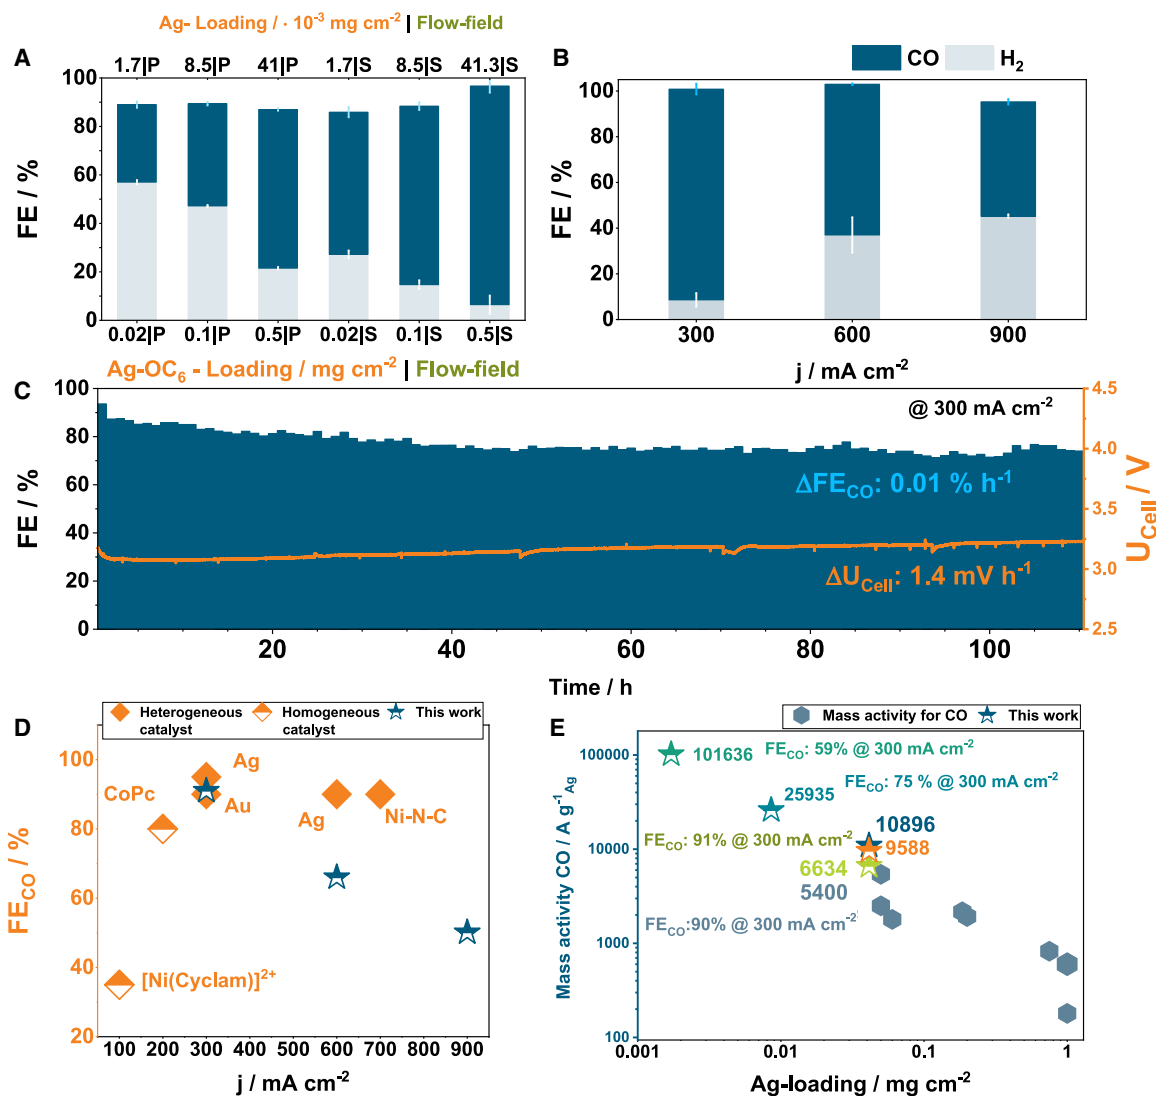 Ag- Loading / · 10⁻³ mg cm⁻² | Flow-field
A
1.7|P 8.5|P 41|P 1.7|S 8.5|S 41.3|S
100
80
60
40
20
0
FE / %
0.02|P 0.1|P 0.5|P 0.02|S 0.1|S 0.5|S
Ag-OC₆ - Loading / mg cm⁻² | Flow-field
B
CO H₂
100
80
60
40
20
0
FE / %
300 600 900
j / mA cm⁻²
C
100
80
60
40
20
0
FE / %
@ 300 mA cm⁻²
ΔFE_CO: 0.01 % h⁻¹
ΔU_Cell: 1.4 mV h⁻¹
4.5
4.0
3.5
3.0
2.5
U_Cell / V
20 40 60 80 100
Time / h
D
Heterogeneous catalyst
Homogeneous catalyst
This work
100
80
60
40
20
FE_CO / %
CoPc
Ag
Au
Ag
Ni-N-C
[Ni(Cyclam)]²⁺
100 200 300 400 500 600 700 800 900
j / mA cm⁻²
E
Mass activity for CO
This work
100000
10000
1000
100
Mass activity CO / A g⁻¹_Ag
101636
FE_CO: 59% @ 300 mA cm⁻²
25935
FE_CO: 75 % @ 300 mA cm⁻²
10896
FE_CO: 91% @ 300 mA cm⁻²
9588
6634
5400
FE_CO:90% @ 300 mA cm⁻²
0.001 0.01 0.1 1
Ag-loading / mg cm⁻²